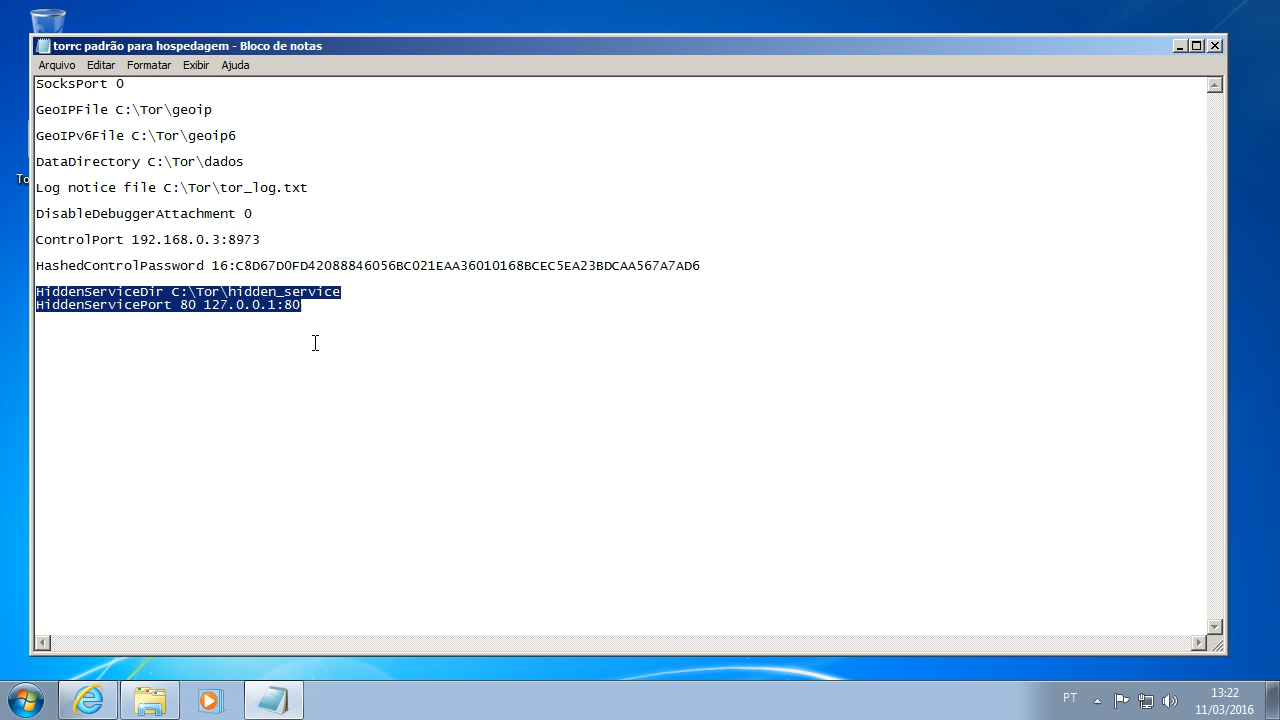 torrc padrão para hospedagem - Bloco de notas
Arquivo Editar Formatar Exibir Ajuda
SocksPort 0
GeoIPFile C:\Tor\geoip
GeoIPv6File C:\Tor\geoip6
DataDirectory C:\Tor\dados
Log notice file C:\Tor\tor_log.txt
DisableDebuggerAttachment 0
ControlPort 192.168.0.3:8973
HashedControlPassword 16:C8D67D0FD42088846056BC021EAA36010168BCEC5EA23BDCAA567A7AD6
HiddenServiceDir C:\Tor\hidden_service
HiddenServicePort 80 127.0.0.1:80
To
PT
13:22
11/03/2016